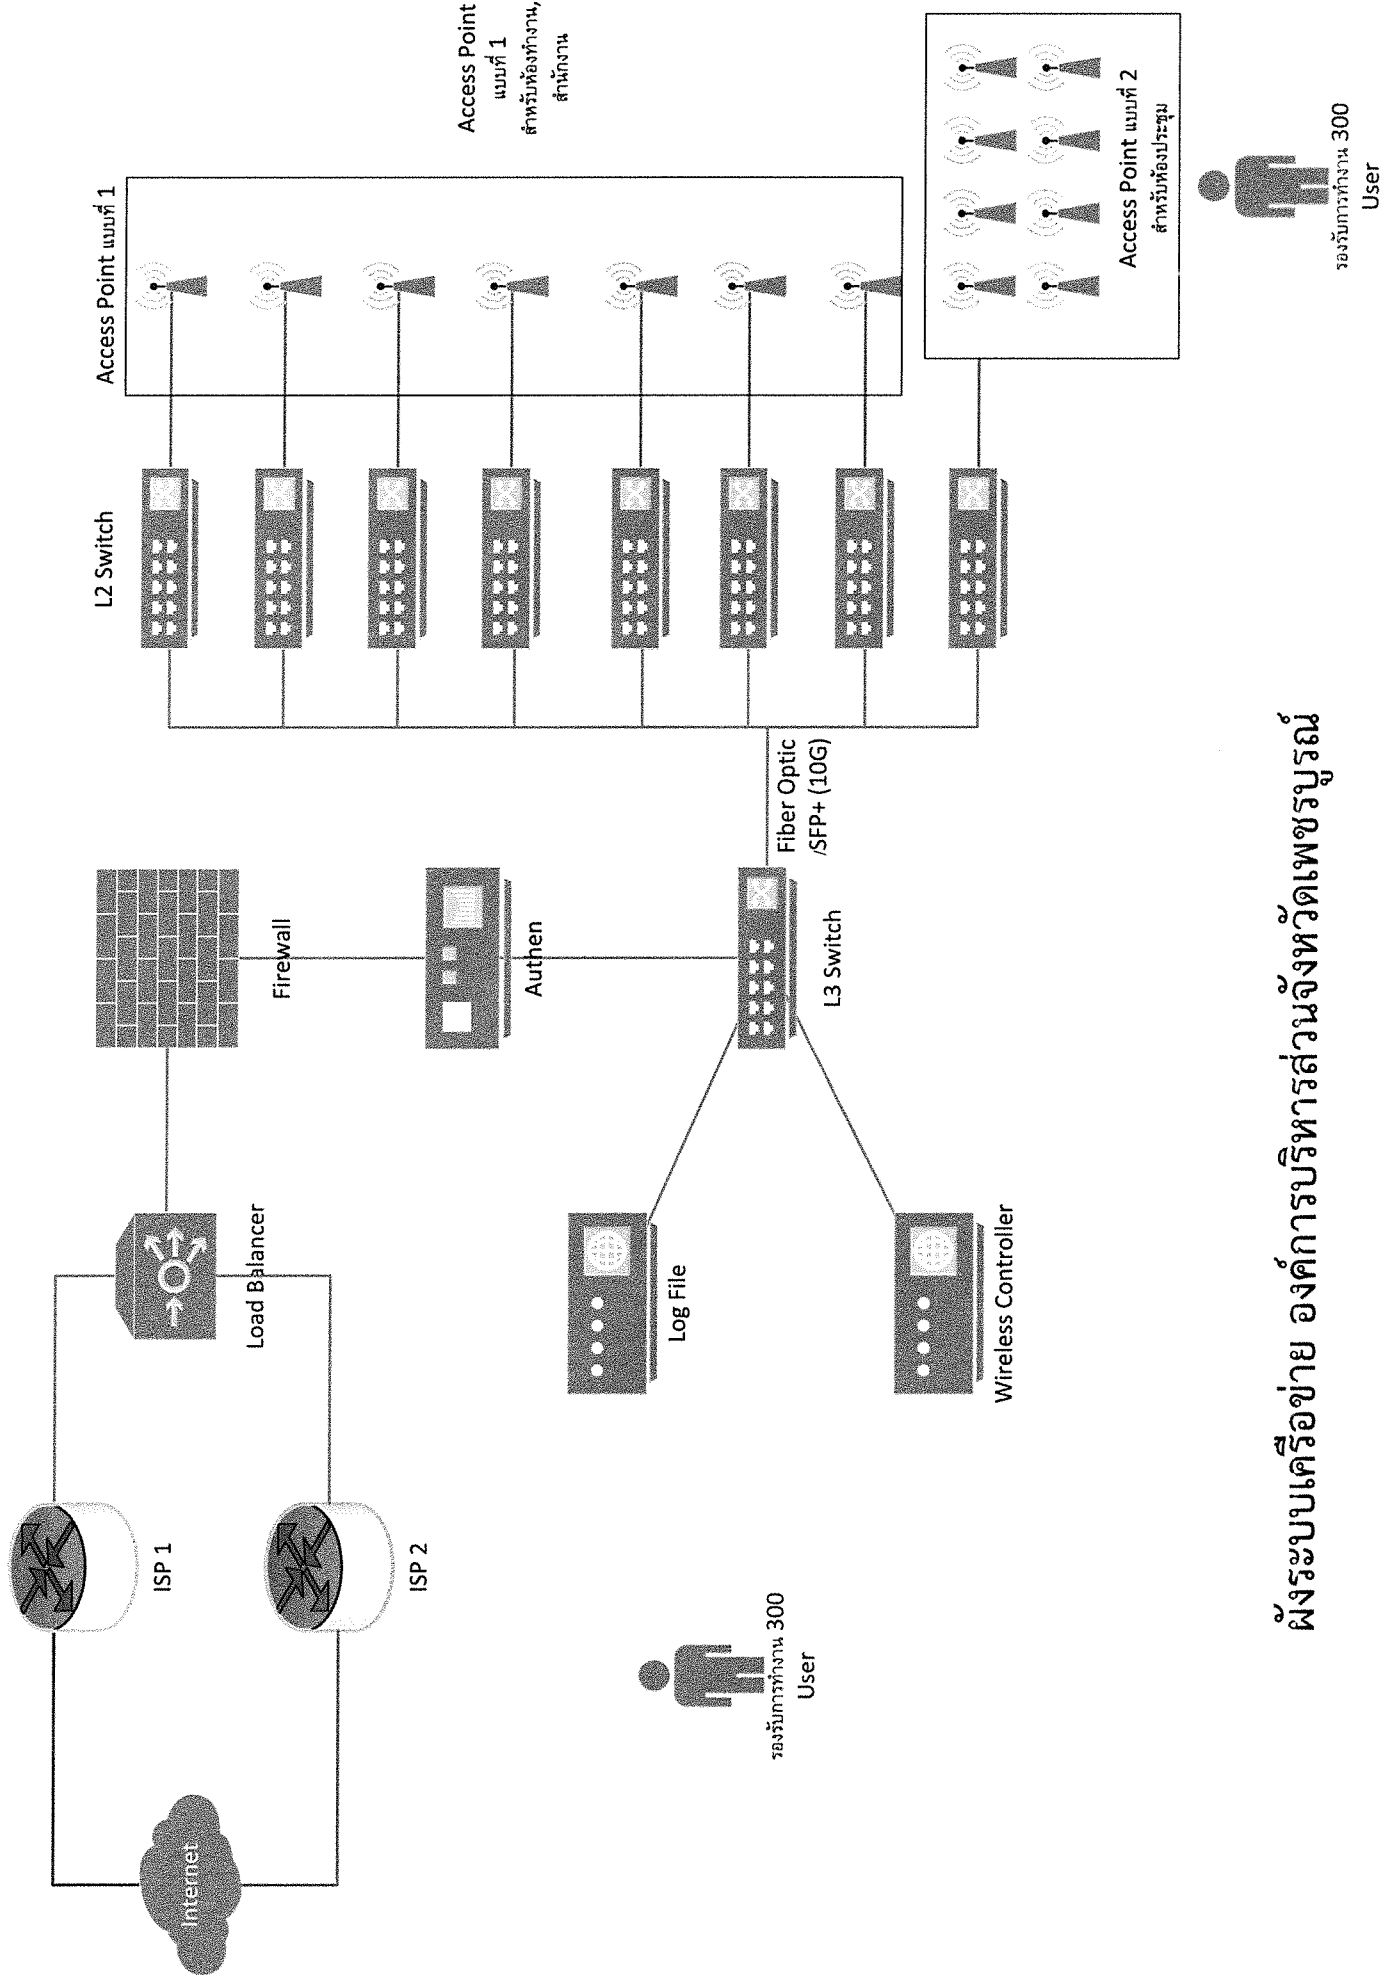 Internet
ISP 1
ISP 2
Load Balancer
Firewall
Authen
Log File
Wireless Controller
L3 Switch
Fiber Optic
/SFP+ (10G)
L2 Switch
Access Point แบบที่ 1
Access Point
แบบที่ 1
สำหรับห้องทำงาน,
สำนักงาน
Access Point แบบที่ 2
สำหรับห้องประชุม
รองรับการทำงาน 300
User
รองรับการทำงาน 300
User
ผังระบบเครือข่าย องค์การบริหารส่วนจังหวัดเพชรบูรณ์